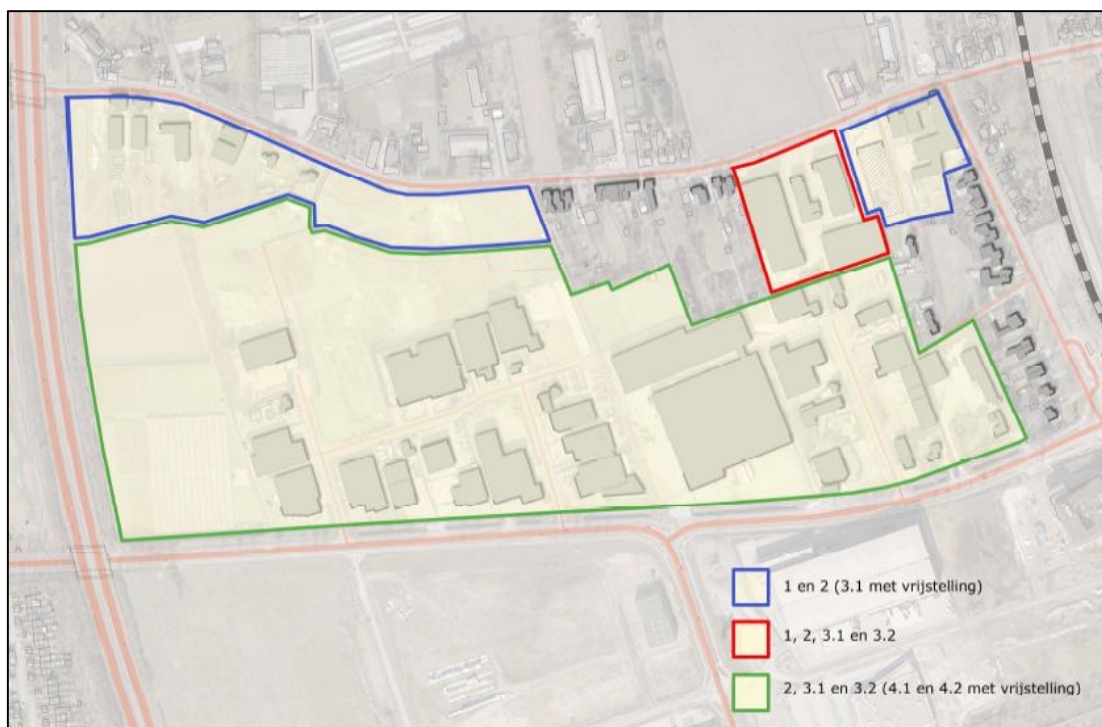 1 en 2 (3.1 met vrijstelling)
1, 2, 3.1 en 3.2
2, 3.1 en 3.2 (4.1 en 4.2 met vrijstelling)